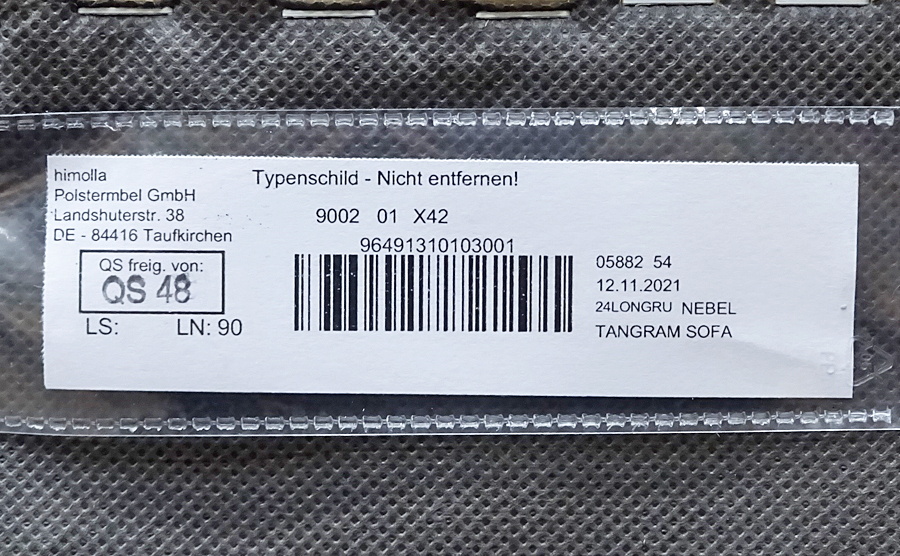 himolla
Polstermbel GmbH
Landshuterstr. 38
DE - 84416 Taufkirchen
QS freig. von:
QS 48
LS: LN: 90
Typenschild - Nicht entfernen!
9002 01 X42
96491310103001
05882 54
12.11.2021
24LONGRU NEBEL
TANGRAM SOFA